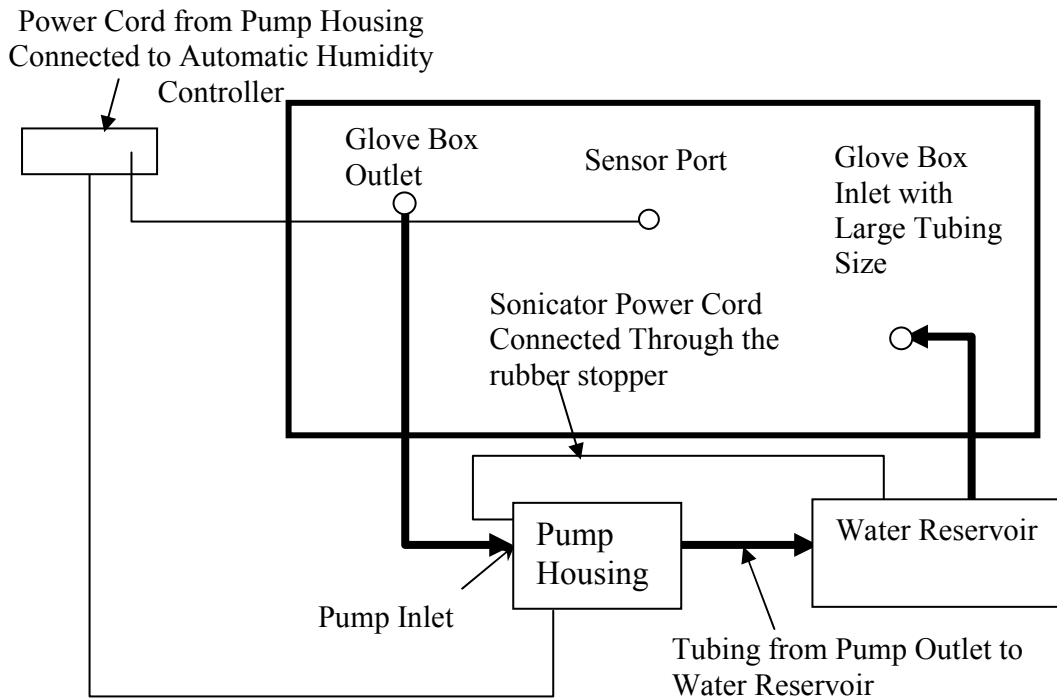 Power Cord from Pump Housing
Connected to Automatic Humidity
Controller
Glove Box
Outlet
Sensor Port
Glove Box
Inlet with
Large Tubing
Size
Sonicator Power Cord
Connected Through the
rubber stopper
Pump
Housing
Water Reservoir
Pump Inlet
Tubing from Pump Outlet to
Water Reservoir